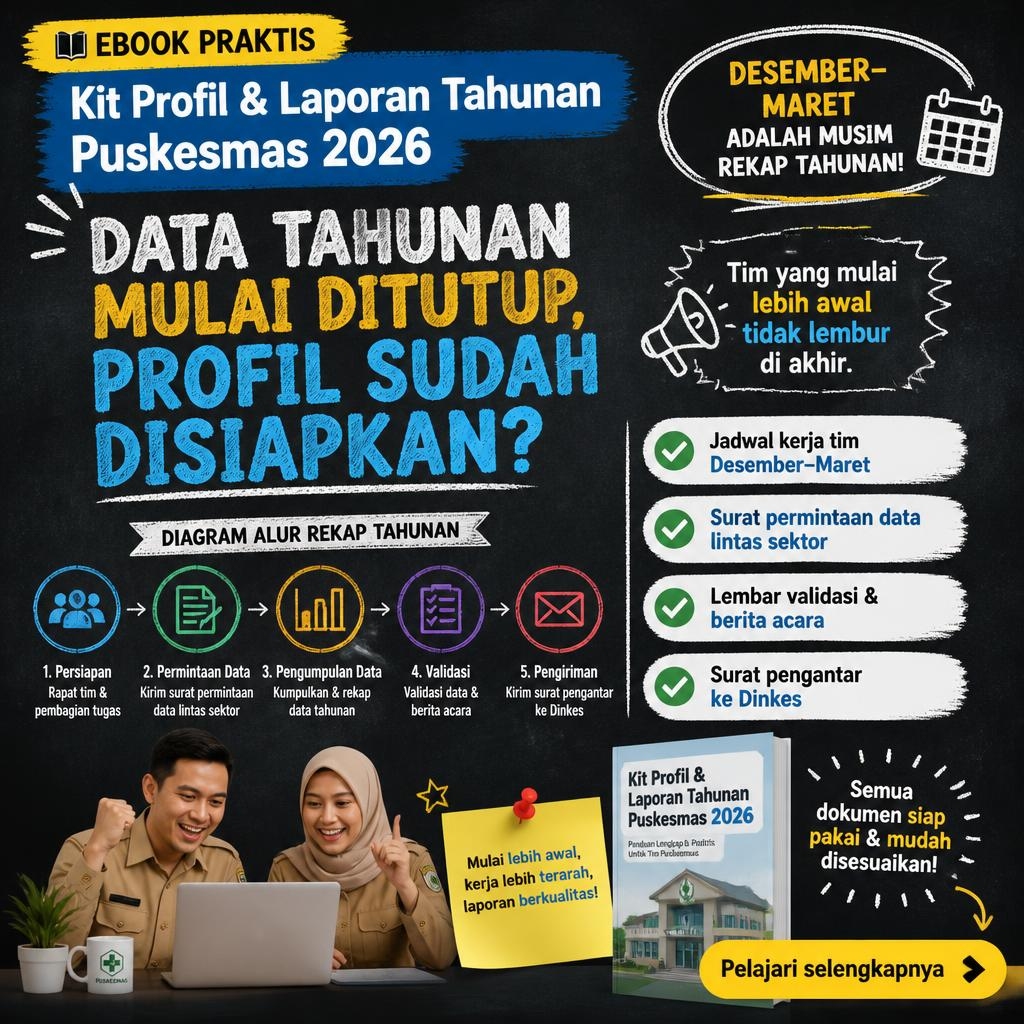 EBOOK PRAKTIS
Kit Profil & Laporan Tahunan
Puskesmas 2026
DESEMBER–
MARET
ADALAH MUSIM
REKAP TAHUNAN!
DATA TAHUNAN
MULAI DITUTUP,
PROFIL SUDAH
DISIAPKAN?
Tim yang mulai
lebih awal
tidak lembur
di akhir.
Jadwal kerja tim
Desember–Maret
Surat permintaan data
lintas sektor
Lembar validasi &
berita acara
Surat pengantar
ke Dinkes
DIAGRAM ALUR REKAP TAHUNAN
1. Persiapan
Rapat tim &
pembagian tugas
2. Permintaan Data
Kirim surat permintaan
data lintas sektor
3. Pengumpulan Data
Kumpulkan & rekap
data tahunan
4. Validasi
Validasi data &
berita acara
5. Pengiriman
Kirim surat pengantar
ke Dinkes
Mulai lebih awal,
kerja lebih terarah,
laporan berkualitas!
Kit Profil &
Laporan Tahunan
Puskesmas 2026
Panduan Lengkap &
Untuk Tim
Semua
dokumen siap
pakai & mudah
disesuaikan!
Pelajari selengkapnya